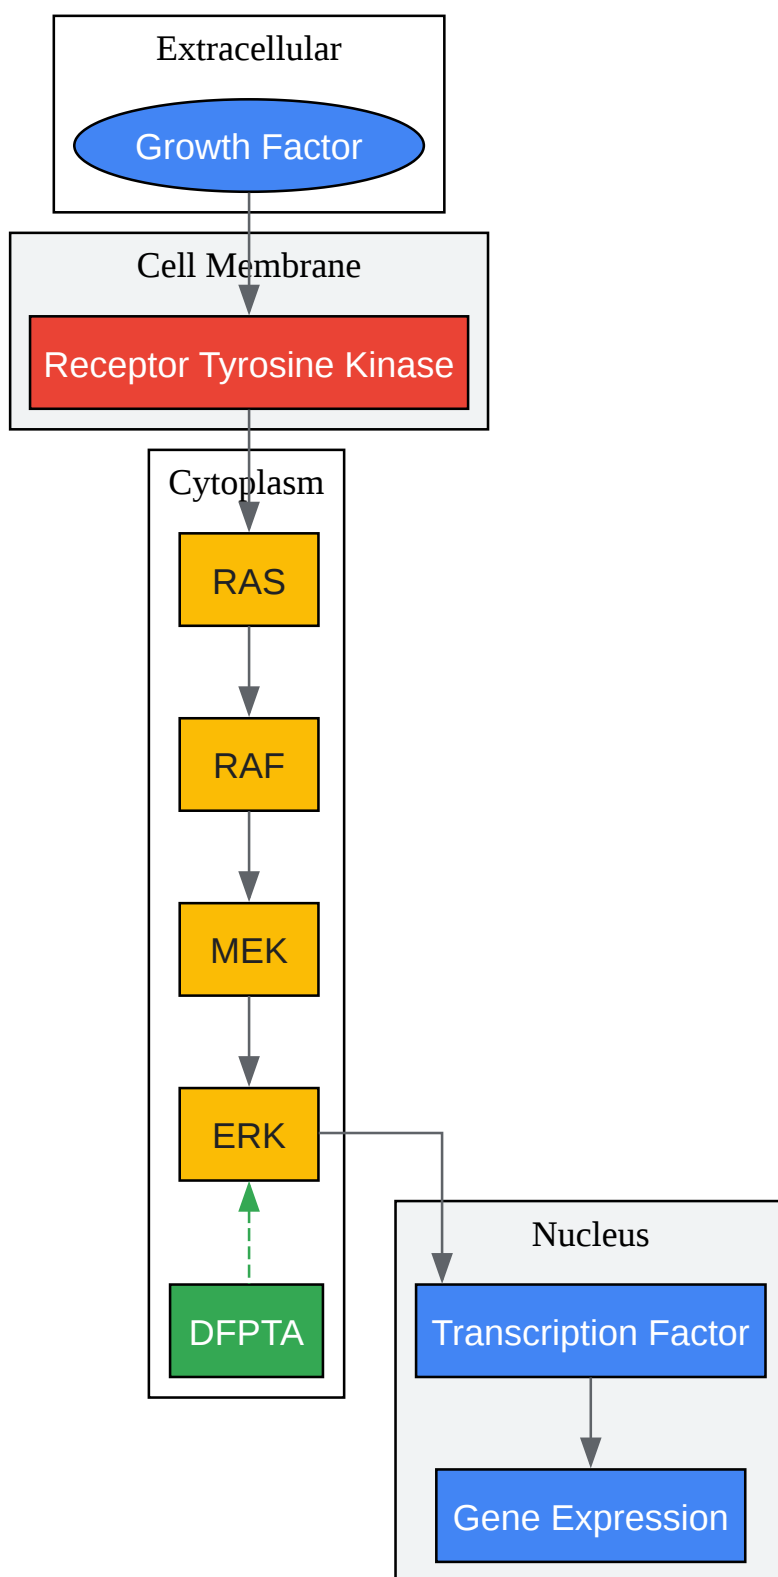 Extracellular
Growth Factor
Cell Membrane
Receptor Tyrosine Kinase
Cytoplasm
RAS
RAF
MEK
ERK
Nucleus
DFPTA
Transcription Factor
Gene Expression